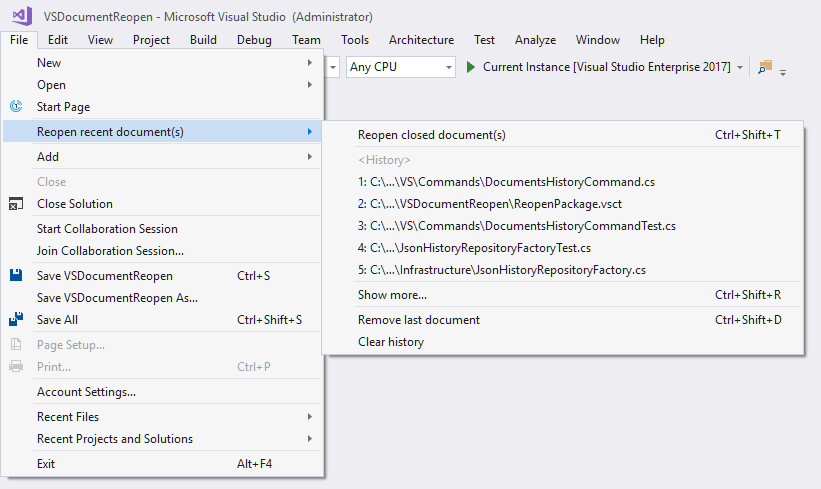 VSDocumentReopen - Microsoft Visual Studio (Administrator)
File Edit View Project Build Debug Team Tools Architecture Test Analyze Window Help
Any CPU Current Instance [Visual Studio Enterprise 2017]
New
Open
Start Page
Reopen recent document(s)
Add
Close
Close Solution
Start Collaboration Session
Join Collaboration Session...
Save VSDocumentReopen Ctrl+S
Save VSDocumentReopen As...
Save All Ctrl+Shift+S
Page Setup...
Print... Ctrl+P
Account Settings...
Recent Files
Recent Projects and Solutions
Exit Alt+F4
Reopen closed document(s) Ctrl+Shift+T
<History>
1: C:\...\VS\Commands\DocumentsHistoryCommand.cs
2: C:\...\VSDocumentReopen\ReopenPackage.vsct
3: C:\...\VS\Commands\DocumentsHistoryCommandTest.cs
4: C:\...\JsonHistoryRepositoryFactoryTest.cs
5: C:\...\Infrastructure\JsonHistoryRepositoryFactory.cs
Show more... Ctrl+Shift+R
Remove last document Ctrl+Shift+D
Clear history